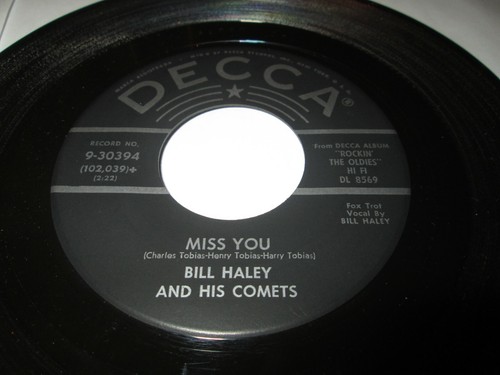 DECCA®
RECORD NO.
9-30394
(102,039)+
(2:22)
From DECCA ALBUM
"ROCKIN'
THE OLDIES"
HI FI
DL 8569
Fox Trot
Vocal By
BILL HALEY
MISS YOU
(Charles Tobias-Henry Tobias-Harry Tobias)
BILL HALEY
AND HIS COMETS